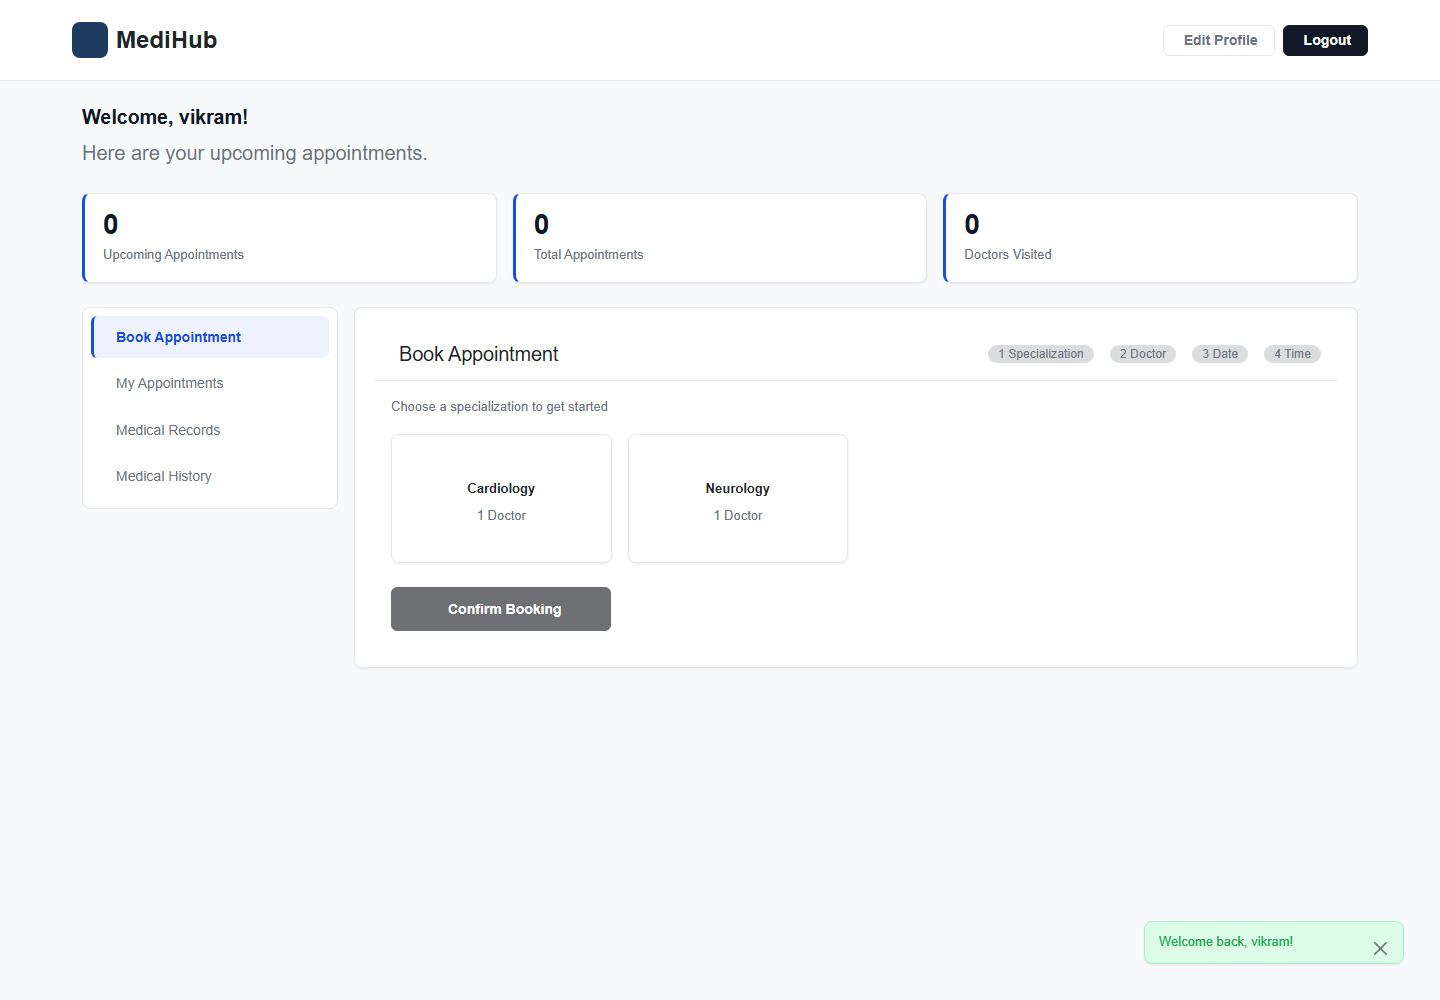 MediHub
Edit Profile
Logout
Welcome, vikram!
Here are your upcoming appointments.
0
Upcoming Appointments
0
Total Appointments
0
Doctors Visited
Book Appointment
My Appointments
Medical Records
Medical History
Book Appointment
1 Specialization
2 Doctor
3 Date
4 Time
Choose a specialization to get started
Cardiology
1 Doctor
Neurology
1 Doctor
Confirm Booking
Welcome back, vikram!